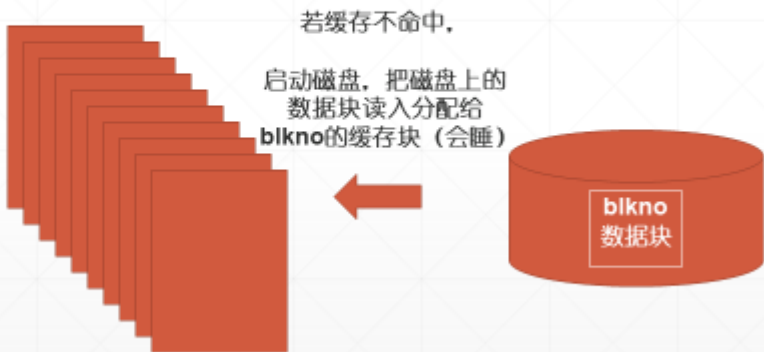 若缓存不命中，
启动磁盘，把磁盘上的
数据块读入分配给
blkno的缓存块（会睡）
blkno
数据块